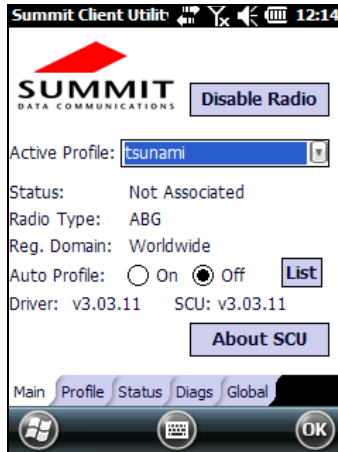 Summit Client Utilit 12:14
SUMMIT
DATA COMMUNICATIONS
Disable Radio
Active Profile: tsunami
Status: Not Associated
Radio Type: ABG
Reg. Domain: Worldwide
Auto Profile: On Off List
Driver: v3.03.11 SCU: v3.03.11
About SCU
Main Profile Status Diags Global
OK